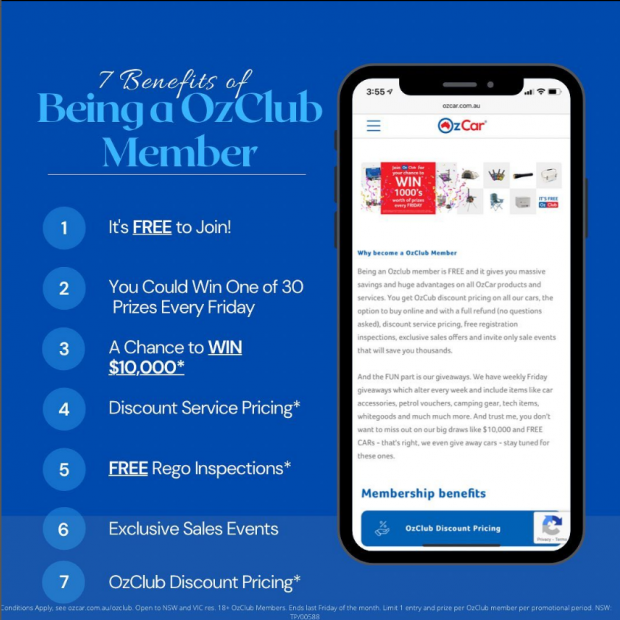 7 Benefits of
Being a OzClub
Member
1
It's FREE to Join!
2
You Could Win One of 30
Prizes Every Friday
3
A Chance to WIN
$10,000*
4
Discount Service Pricing*
5
FREE Rego Inspections*
6
Exclusive Sales Events
7
OzClub Discount Pricing*
3:55
ozcar.com.au
OzCar
your chance to
WIN
1000's
worth of prizes
every FRIDAY
IT'S FREE
Oz Club
Why become a OzClub Member
Being an Ozclub member is FREE and it gives you massive
savings and huge advantages on all OzCar products and
services. You get OzCub discount pricing on all our cars, the
option to buy online and with a full refund (no questions
asked), discount service pricing, free registration
inspections, exclusive sales offers and invite only sale events
that will save you thousands.
And the FUN part is our giveaways. We have weekly Friday
giveaways which alter every week and include items like car
accessories, petrol vouchers, camping gear, tech items,
whitegoods and much much more. And trust me, you don't
want to miss out on our big draws like $10,000 and FREE
CARs - that's right, we even give away cars - stay tuned for
these ones.
Membership benefits
OzClub Discount Pricing
Privacy - Terms
Conditions Apply, see ozcar.com.au/ozclub. Open to NSW and VIC res. 18+ OzClub Members. Ends last Friday of the month. Limit 1 entry and prize per OzClub member per promotional period. NSW:
TP/00588